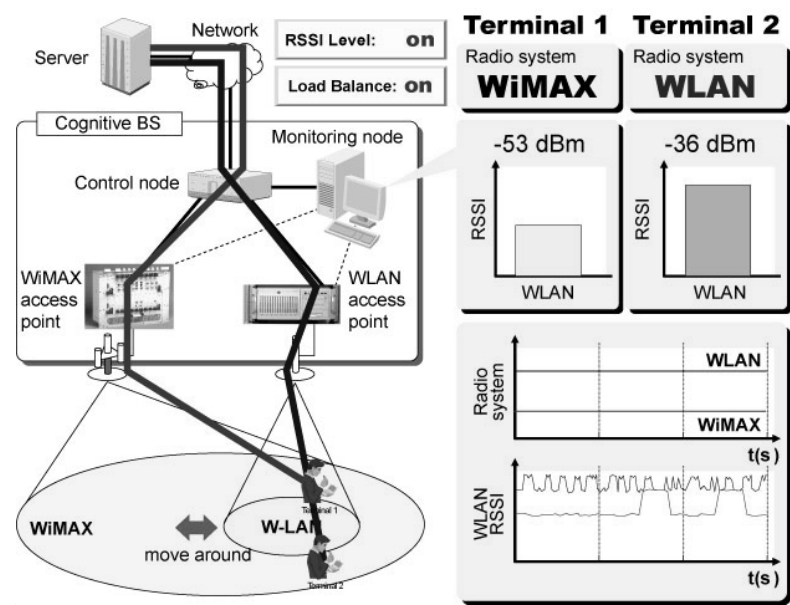 Network
Server
RSSI Level: on
Load Balance: on
Cognitive BS
Monitoring node
Control node
WiMAX
access
point
WLAN
access
point
WiMAX
move around
W-LAN
Terminal 1
Terminal 2
Terminal 1
Radio system
WiMAX
Terminal 2
Radio system
WLAN
-53 dBm
RSSI
WLAN
-36 dBm
RSSI
WLAN
Radio
system
WLAN
WiMAX
t(s)
WLAN
RSSI
t(s)